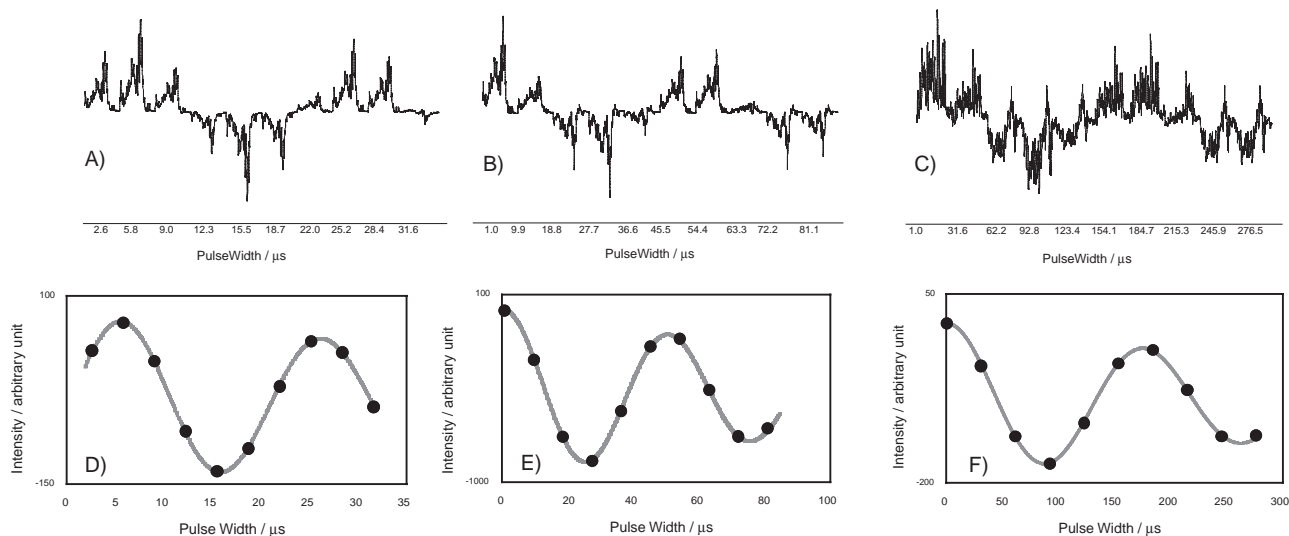 A)
B)
C)
2.6 5.8 9.0 12.3 15.5 18.7 22.0 25.2 28.4 31.6
PulseWidth / μs
1.0 9.9 18.8 27.7 36.6 45.5 54.4 63.3 72.2 81.1
PulseWidth / μs
1.0 31.6 62.2 92.8 123.4 154.1 184.7 215.3 245.9 276.5
PulseWidth / μs
100
Intensity / arbitrary unit
D)
-150
0 5 10 15 20 25 30 35
Pulse Width / μs
100
Intensity / arbitrary unit
E)
-1000
0 20 40 60 80 100
Pulse Width / μs
50
Intensity / arbitrary unit
F)
-200
0 50 100 150 200 250 300
Pulse Width / μs